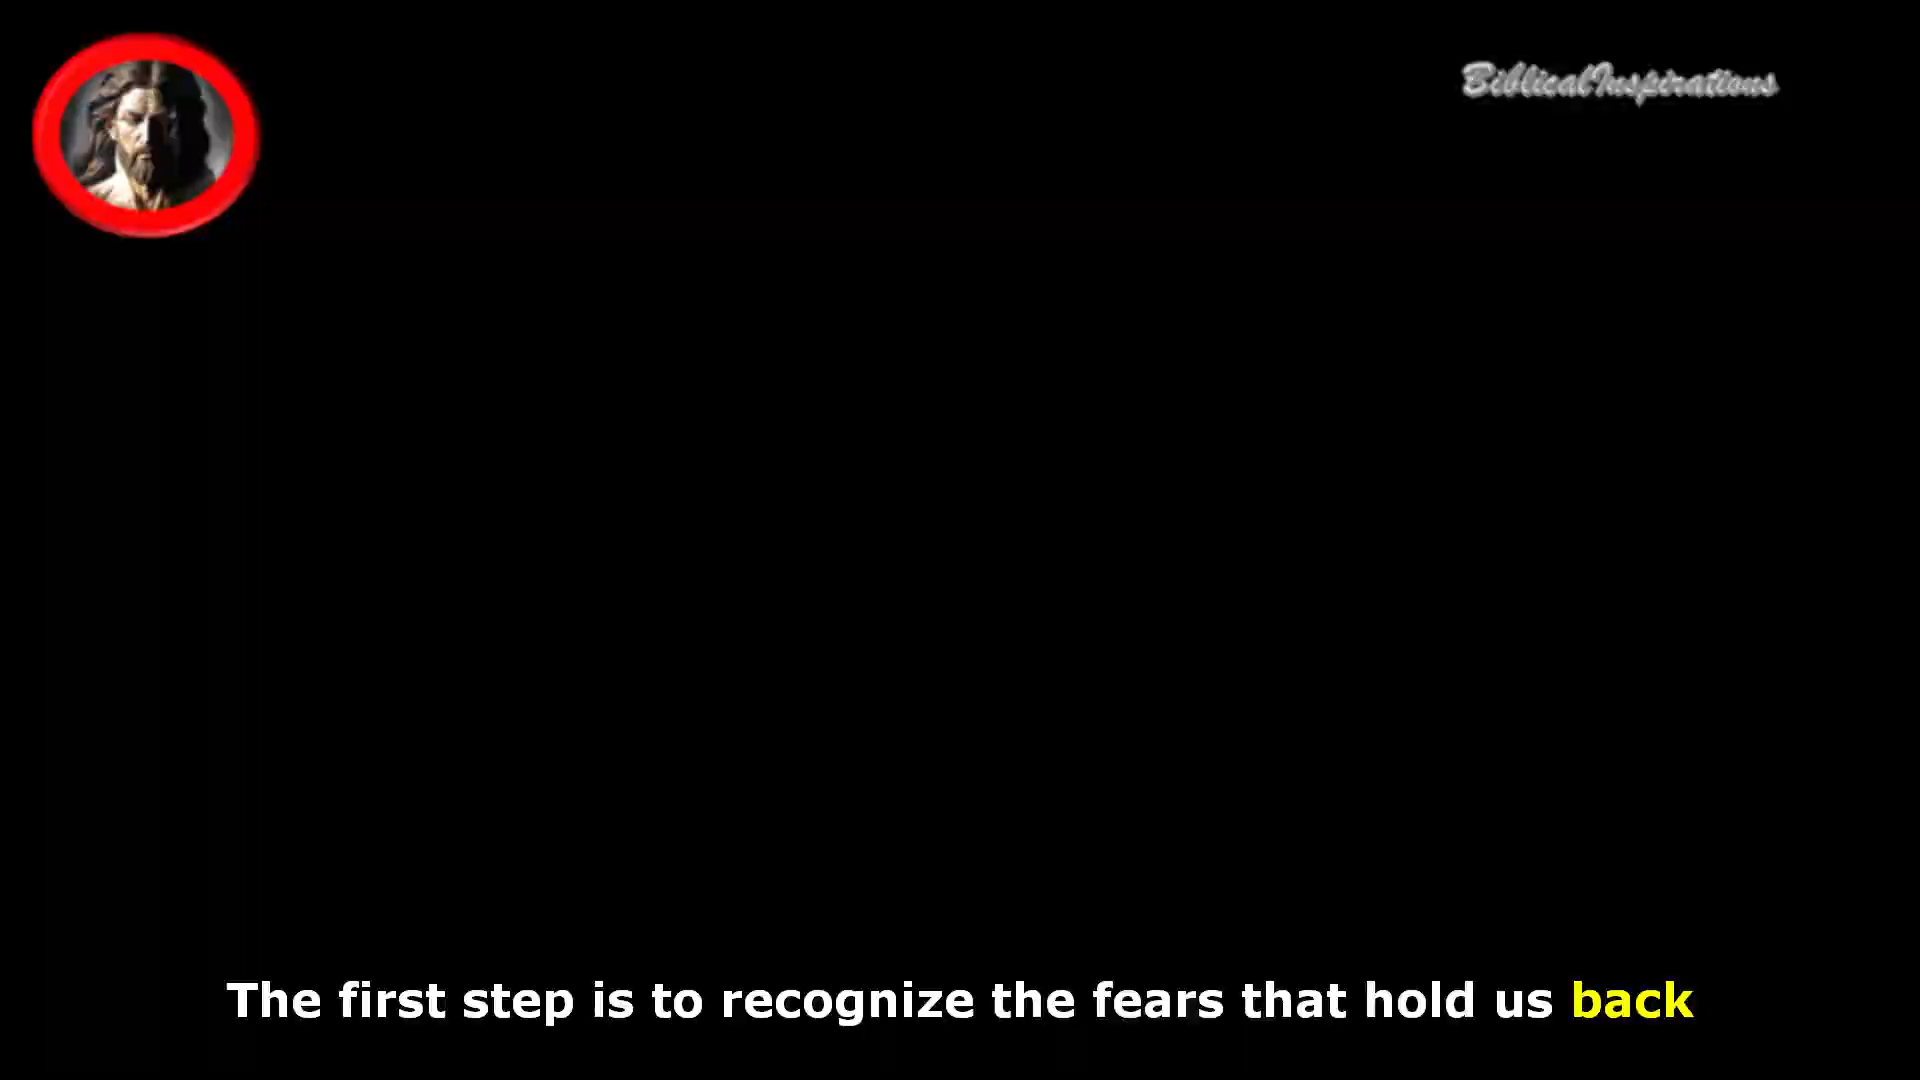 BiblicalInspirations
The first step is to recognize the fears that hold us back